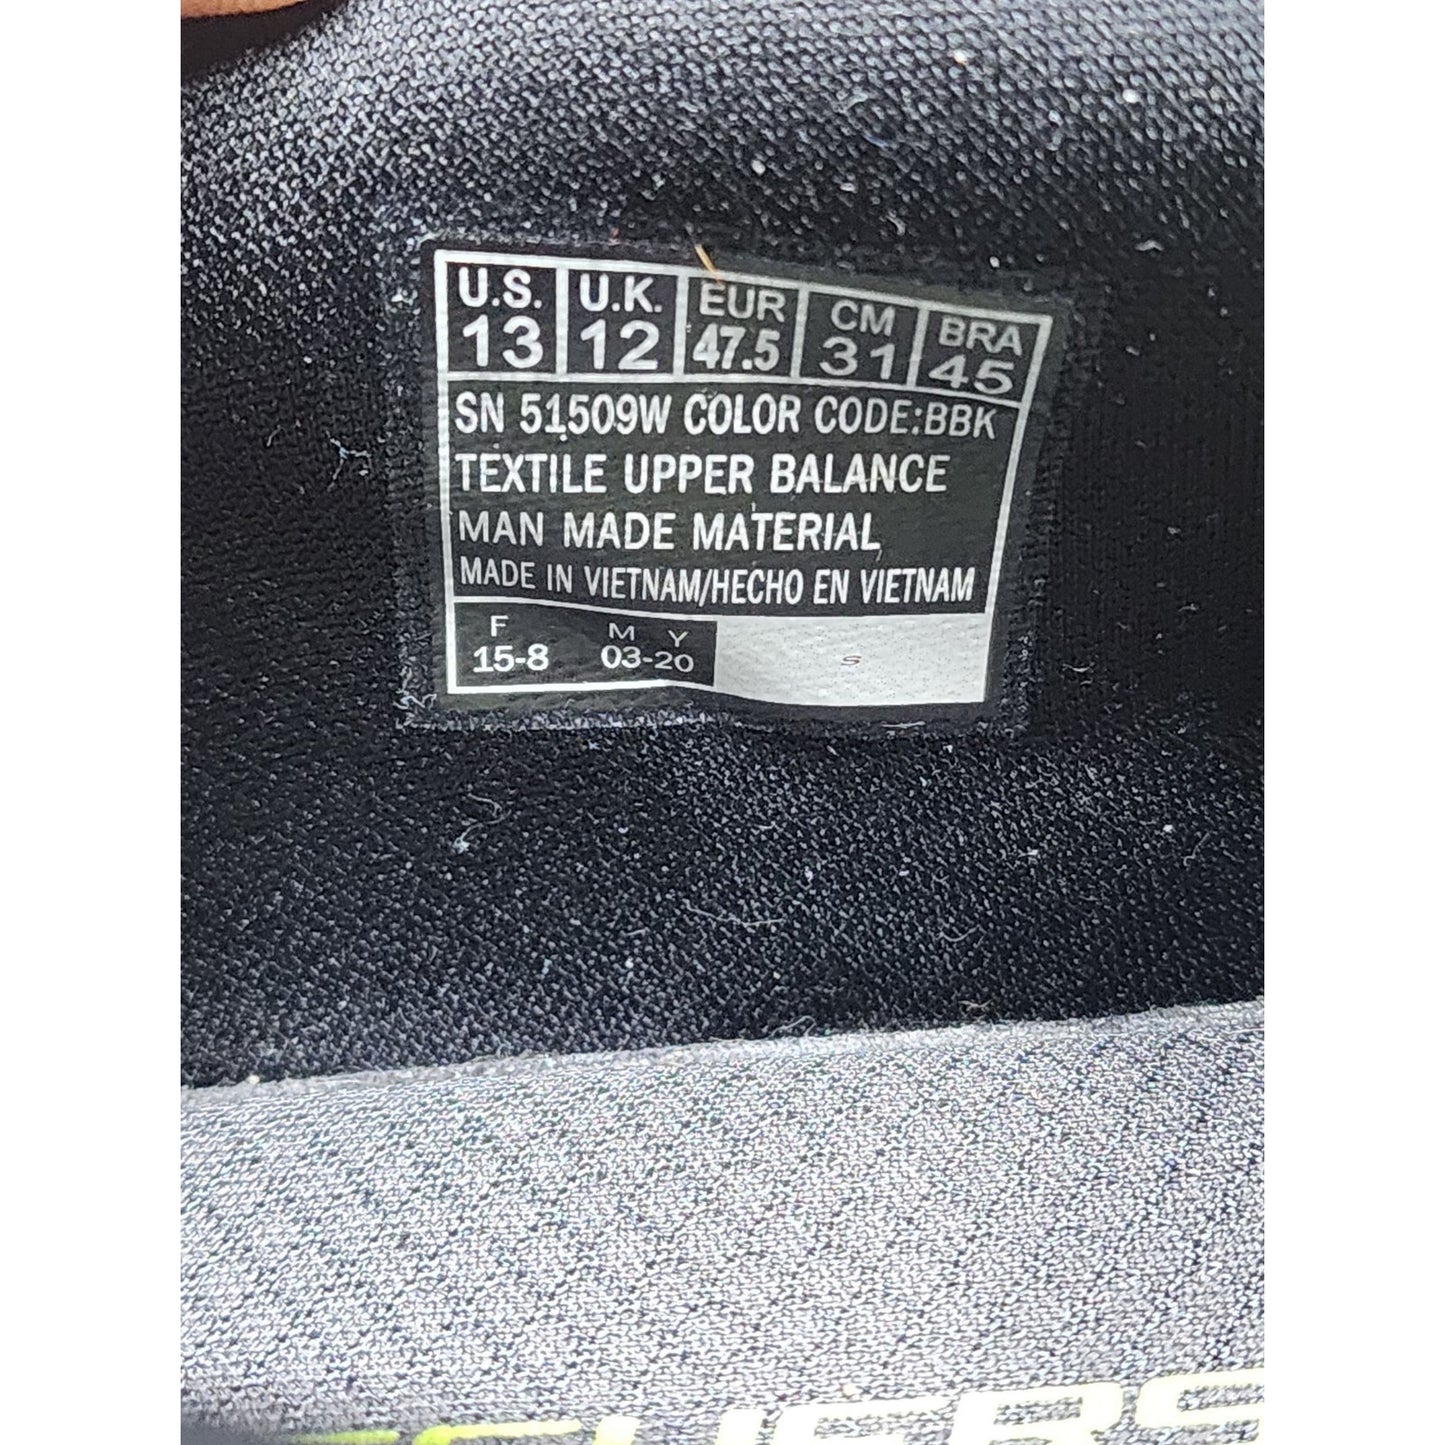 U.S. U.K. EUR CM BRA
13 12 47.5 31 45
SN 51509W COLOR CODE:BBK
TEXTILE UPPER BALANCE
MAN MADE MATERIAL
MADE IN VIETNAM/HECHO EN VIETNAM
F M Y
15-8 03-20
S